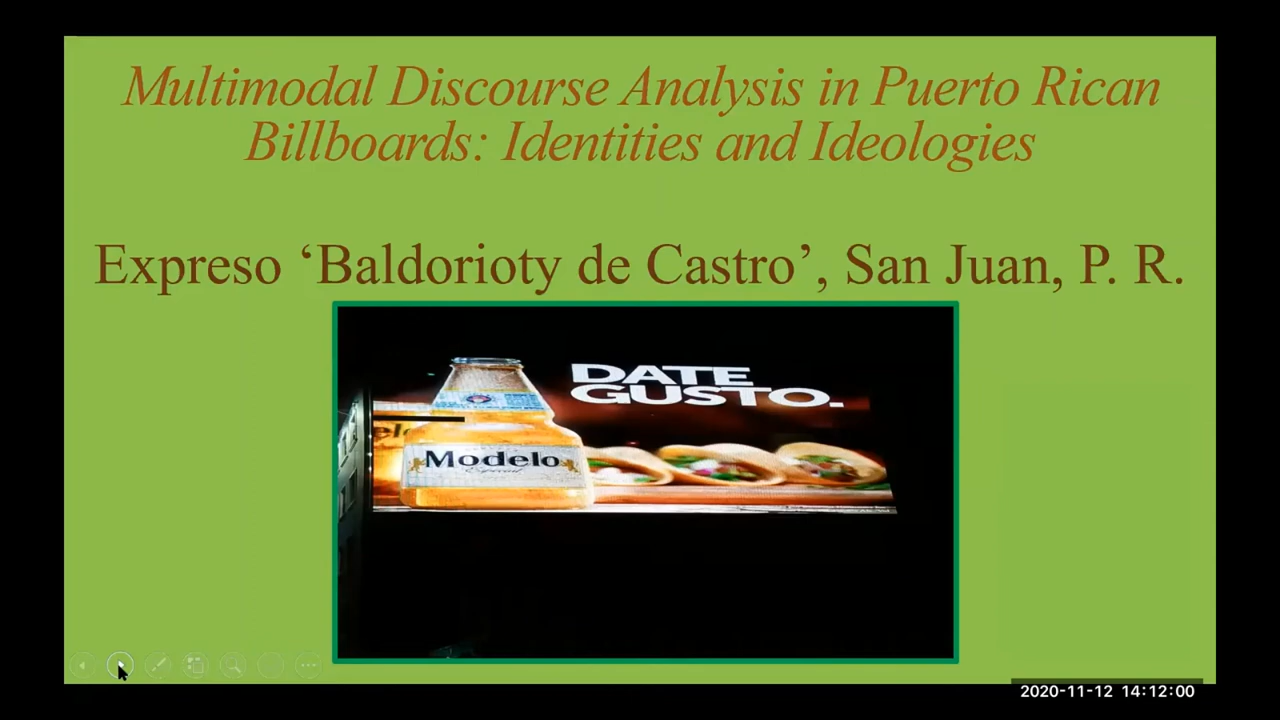 Multimodal Discourse Analysis in Puerto Rican
Billboards: Identities and Ideologies
Expreso ‘Baldorioty de Castro’, San Juan, P. R.
DATE
GUSTO.
Modelo
Especial
2020-11-12 14:12:00